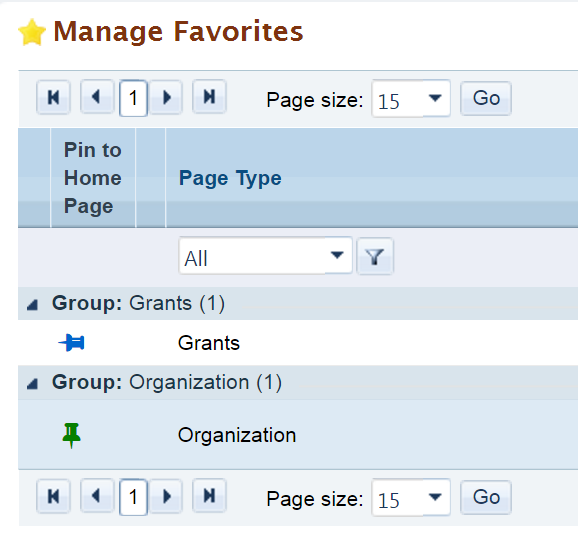 Manage Favorites
1 Page size: 15 Go
Pin to
Home
Page
Page Type
All
Group: Grants (1)
Grants
Group: Organization (1)
Organization
1 Page size: 15 Go